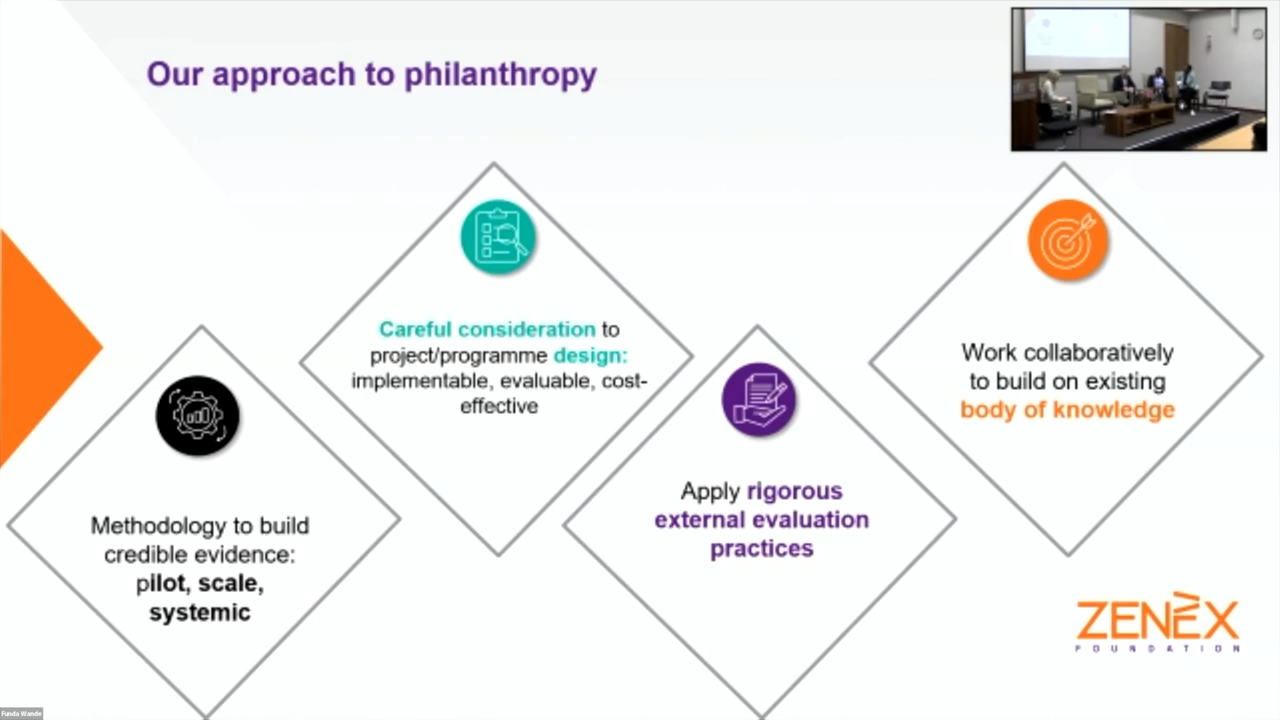 Our approach to philanthropy
Methodology to build
credible evidence:
pilot, scale,
systemic
Careful consideration to
project/programme design:
implementable, evaluable, cost-
effective
Apply rigorous
external evaluation
practices
Work collaboratively
to build on existing
body of knowledge
ZENÈX
FOUNDATION
Funda Wande